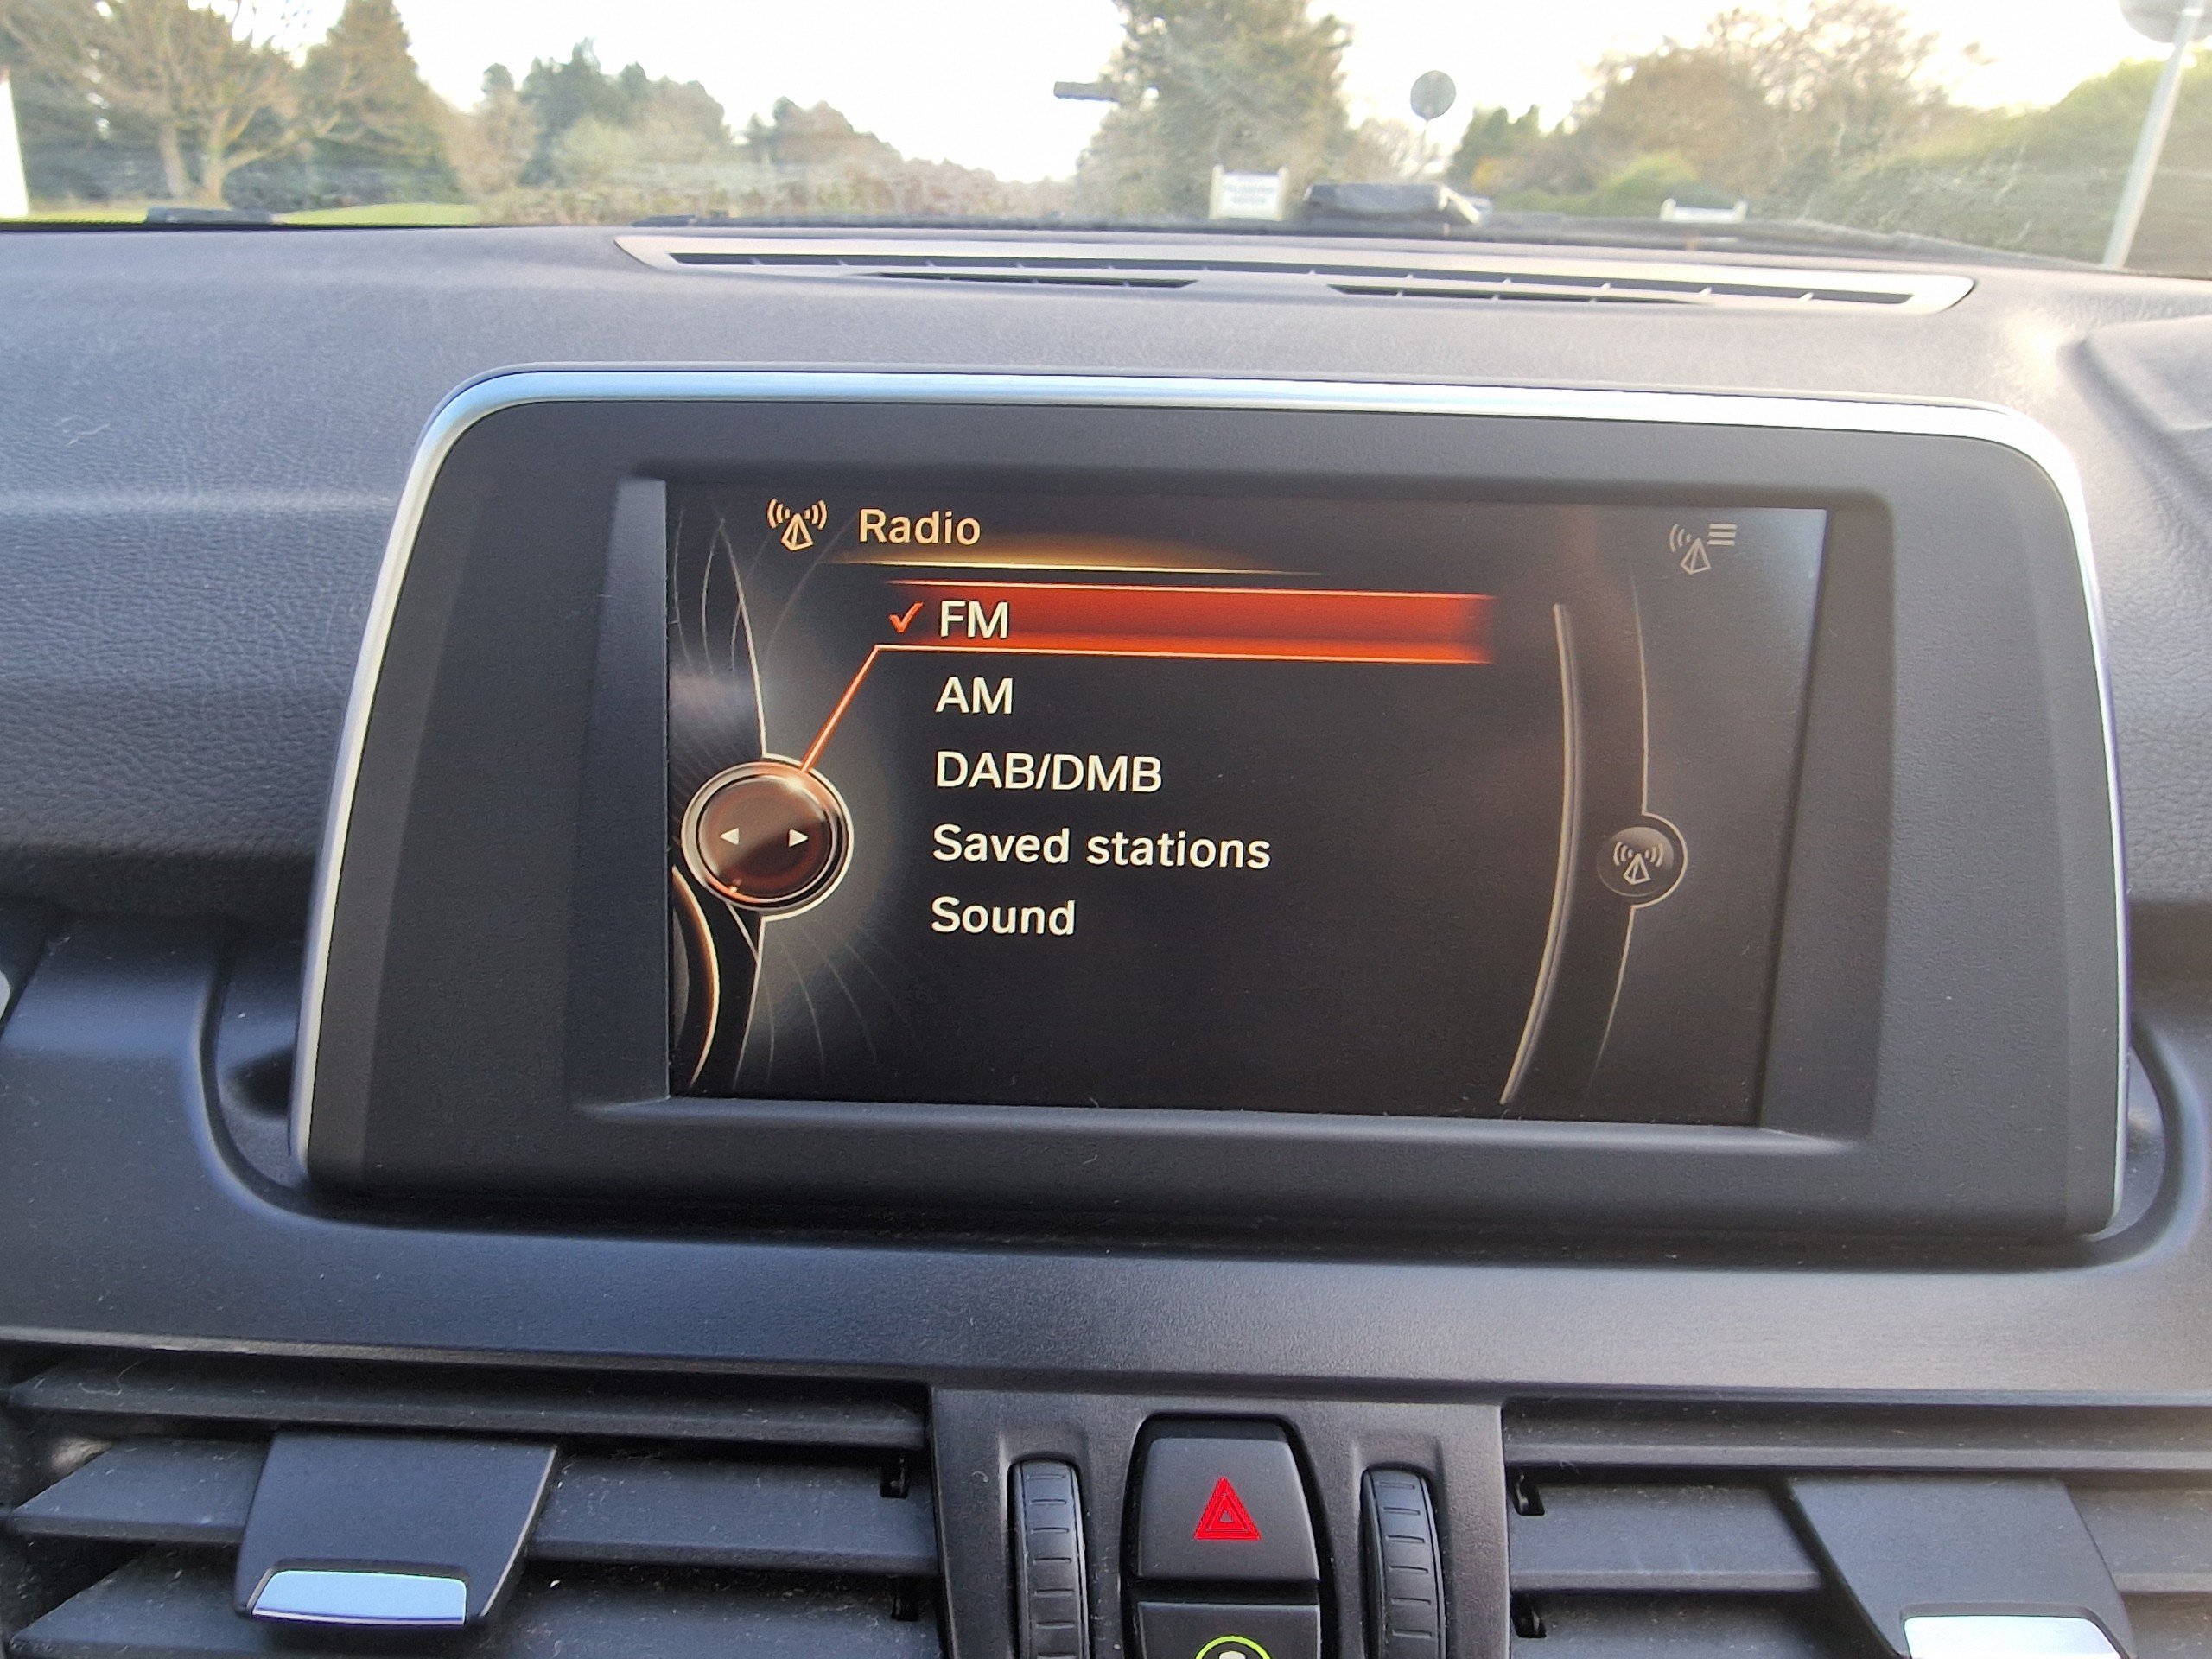 Radio
FM
AM
DAB/DMB
Saved stations
Sound